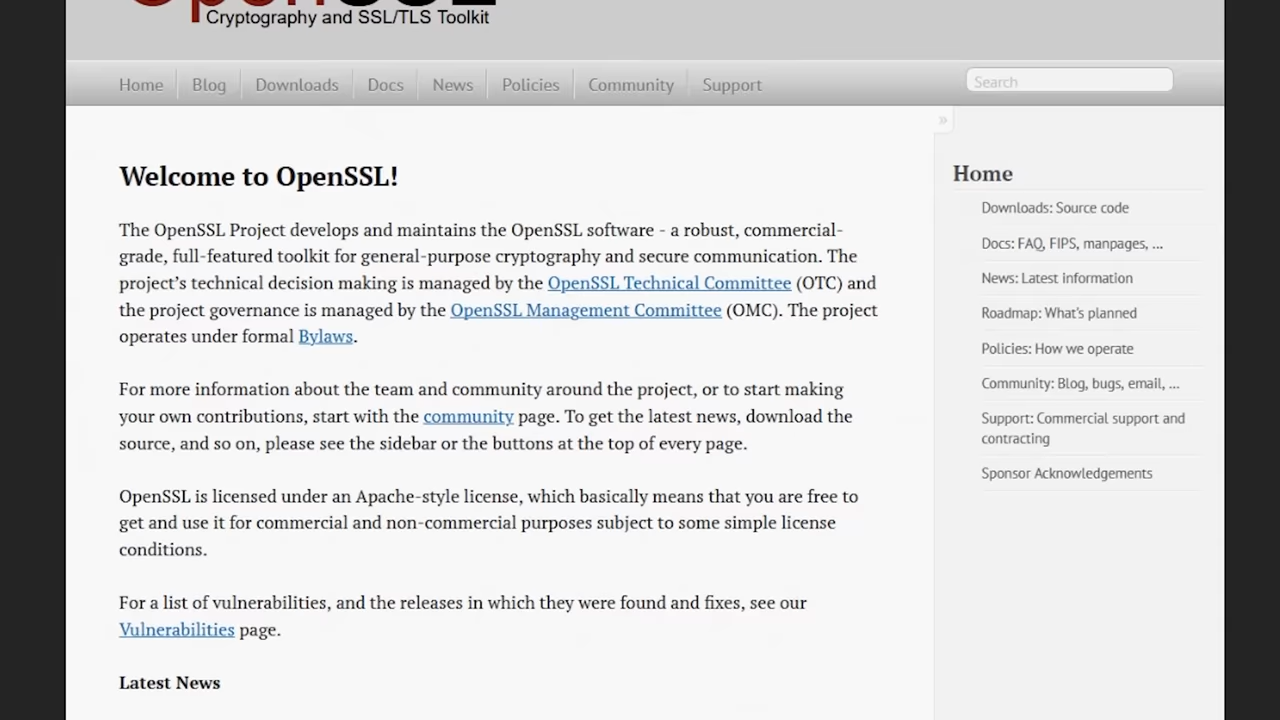 OpenSSL
Cryptography and SSL/TLS Toolkit
Home Blog Downloads Docs News Policies Community Support Search
»
Welcome to OpenSSL!
The OpenSSL Project develops and maintains the OpenSSL software - a robust, commercial-
grade, full-featured toolkit for general-purpose cryptography and secure communication. The
project’s technical decision making is managed by the OpenSSL Technical Committee (OTC) and
the project governance is managed by the OpenSSL Management Committee (OMC). The project
operates under formal Bylaws.
For more information about the team and community around the project, or to start making
your own contributions, start with the community page. To get the latest news, download the
source, and so on, please see the sidebar or the buttons at the top of every page.
OpenSSL is licensed under an Apache-style license, which basically means that you are free to
get and use it for commercial and non-commercial purposes subject to some simple license
conditions.
For a list of vulnerabilities, and the releases in which they were found and fixes, see our
Vulnerabilities page.
Latest News
Home
Downloads: Source code
Docs: FAQ, FIPS, manpages, ...
News: Latest information
Roadmap: What’s planned
Policies: How we operate
Community: Blog, bugs, email, ...
Support: Commercial support and
contracting
Sponsor Acknowledgements